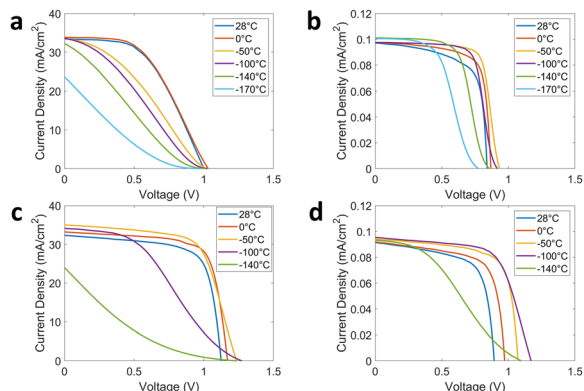 a
Current Density (mA/cm²)
40
30
20
10
0
0
0.5
1
1.5
Voltage (V)
28°C
0°C
-50°C
-100°C
-140°C
-170°C
b
Current Density (mA/cm²)
0.12
0.1
0.08
0.06
0.04
0.02
0
0
0.5
1
1.5
Voltage (V)
28°C
0°C
-50°C
-100°C
-140°C
-170°C
c
Current Density (mA/cm²)
40
30
20
10
0
0
0.5
1
1.5
Voltage (V)
28°C
0°C
-50°C
-100°C
-140°C
d
Current Density (mA/cm²)
0.12
0.1
0.08
0.06
0.04
0.02
0
0
0.5
1
1.5
Voltage (V)
28°C
0°C
-50°C
-100°C
-140°C